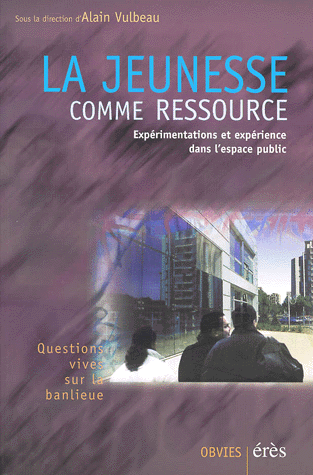 Sous la direction d'Alain Vulbeau
LA JEUNESSE
COMME RESSOURCE
Expérimentations et expérience
dans l'espace public
Questions
vives
sur la
banlieue
OBVIES érès